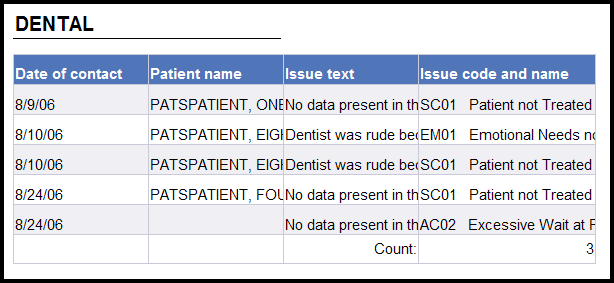 DENTAL
Date of contact Patient name Issue text Issue code and name
8/9/06 PATSPATIENT, ONE No data present in th SC01 Patient not Treated
8/10/06 PATSPATIENT, EIGH Dentist was rude bec EM01 Emotional Needs no
8/10/06 PATSPATIENT, EIGH Dentist was rude bec SC01 Patient not Treated
8/24/06 PATSPATIENT, FOU No data present in th SC01 Patient not Treated
8/24/06 No data present in th AC02 Excessive Wait at P
Count: 3